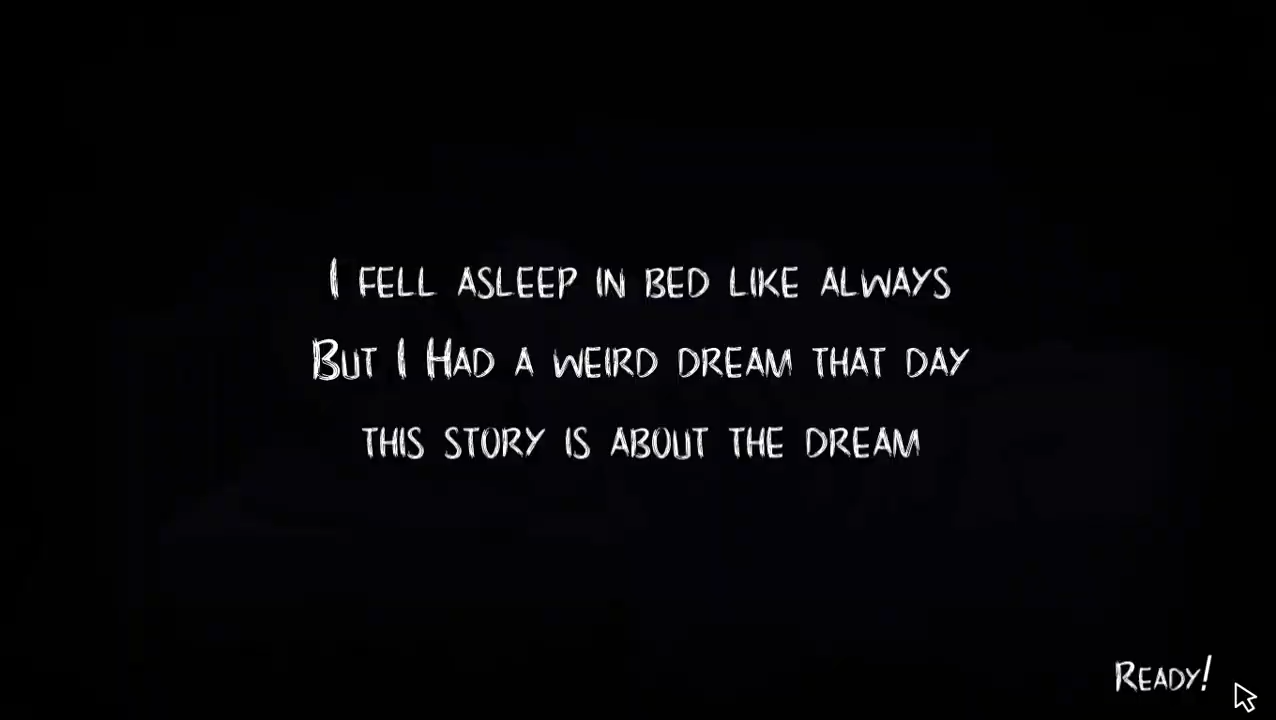 I FELL ASLEEP IN BED LIKE ALWAYS
BUT I HAD A WEIRD DREAM THAT DAY
THIS STORY IS ABOUT THE DREAM
READY!